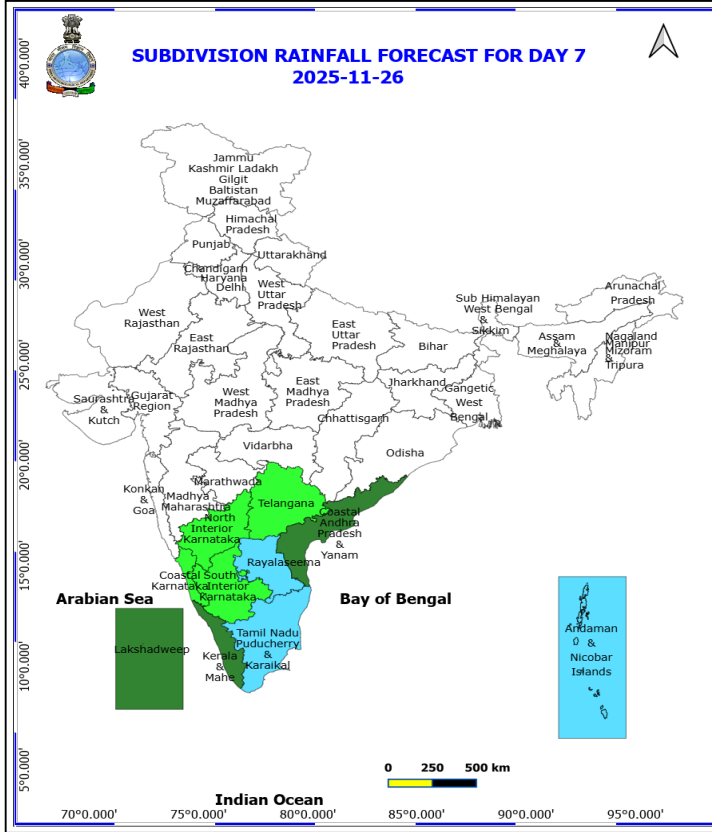 SUBDIVISION RAINFALL FORECAST FOR DAY 7
2025-11-26
40°0.000'
35°0.000'
30°0.000'
25°0.000'
20°0.000'
15°0.000'
10°0.000'
5°0.000'
Jammu
Kashmir Ladakh
Gilgit
Baltistan
Muzaffarabad
Himachal
Pradesh
Punjab
Uttarakhand
Chandigarh
Haryana
Delhi
West
Uttar
Pradesh
West
Rajasthan
East
Rajasthan
East
Uttar
Pradesh
Bihar
Sub Himalayan
West Bengal
&
Sikkim
Arunachal
Pradesh
Assam
&
Meghalaya
Nagaland
Manipur
Mizoram
&
Tripura
Saurashtra
&
Kutch
Gujarat
Region
West
Madhya
Pradesh
East
Madhya
Pradesh
Jharkhand
Gangetic
West
Bengal
Chhattisgarh
Odisha
Vidarbha
Konkan
&
Goa
Madhya
Maharashtra
Marathwada
Telangana
North
Interior
Karnataka
Coastal
Andhra
Pradesh
&
Yanam
Rayalaseema
Coastal
Karnataka
South
Interior
Karnataka
Arabian Sea
Bay of Bengal
Lakshadweep
Kerala
&
Mahe
Tamil Nadu
Puducherry
&
Karaikal
Andaman
&
Nicobar
Islands
0 250 500 km
Indian Ocean
70°0.000' 75°0.000' 80°0.000' 85°0.000' 90°0.000' 95°0.000'